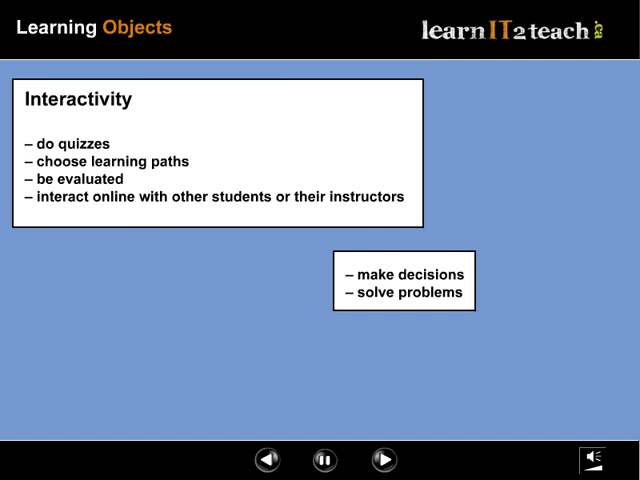 Learning Objects
learnIT2teach.ca
Interactivity
– do quizzes
– choose learning paths
– be evaluated
– interact online with other students or their instructors
– make decisions
– solve problems